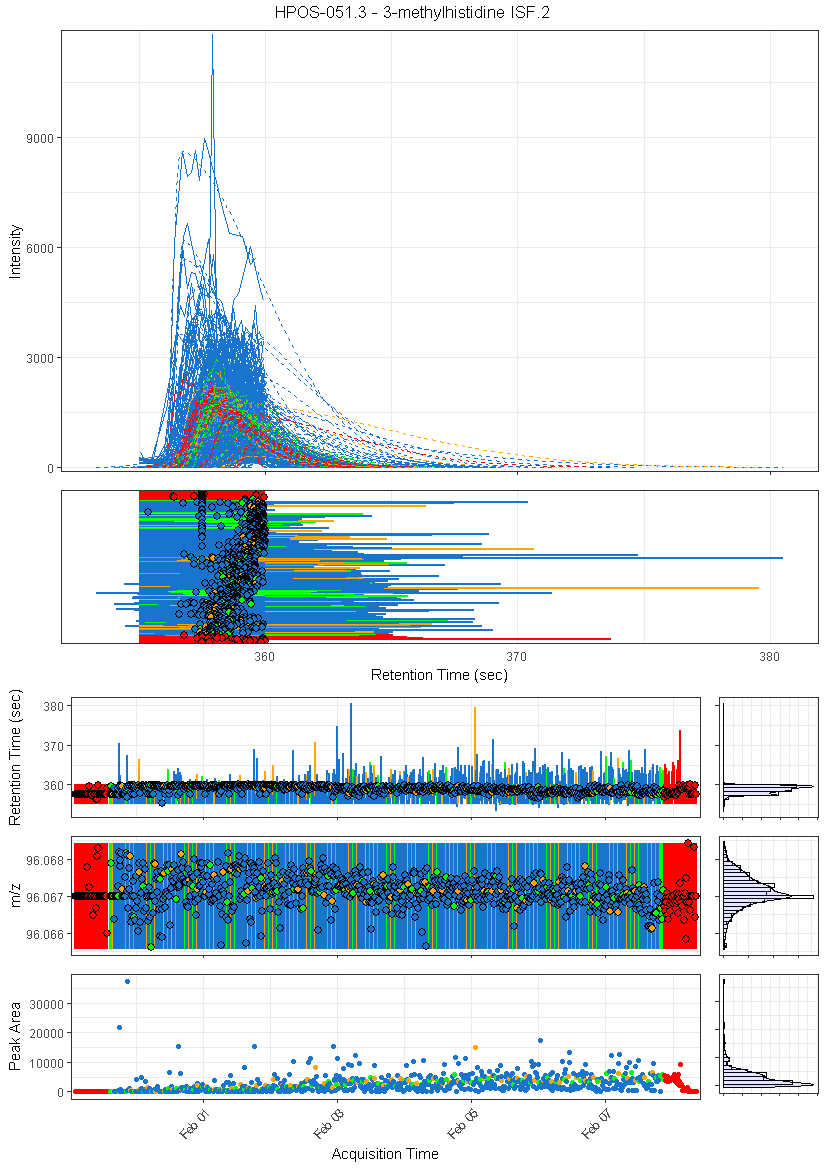 HPOS-051.3 - 3-methylhistidine ISF.2
Intensity
9000
6000
3000
0
360
370
380
Retention Time (sec)
Retention Time (sec)
380
370
360
m/z
96.068
96.067
96.066
Peak Area
30000
20000
10000
0
Feb 01
Feb 03
Feb 05
Feb 07
Acquisition Time